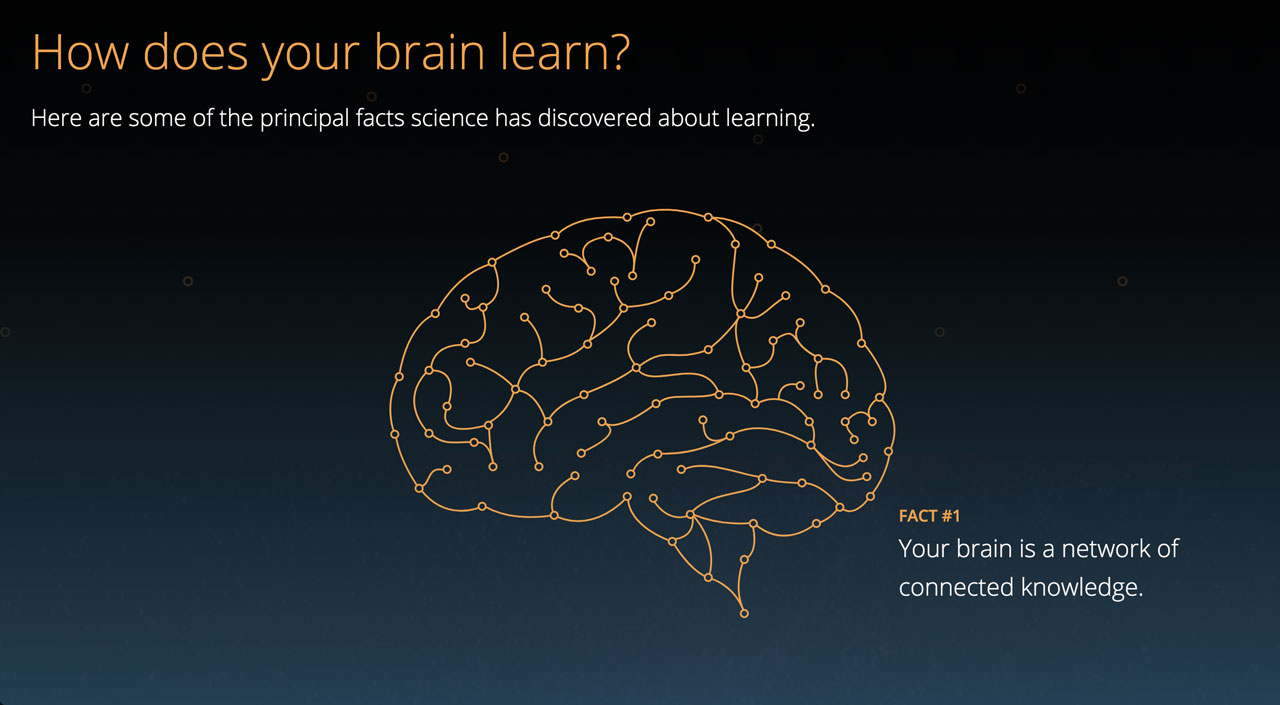 How does your brain learn?
Here are some of the principal facts science has discovered about learning.
FACT #1
Your brain is a network of
connected knowledge.